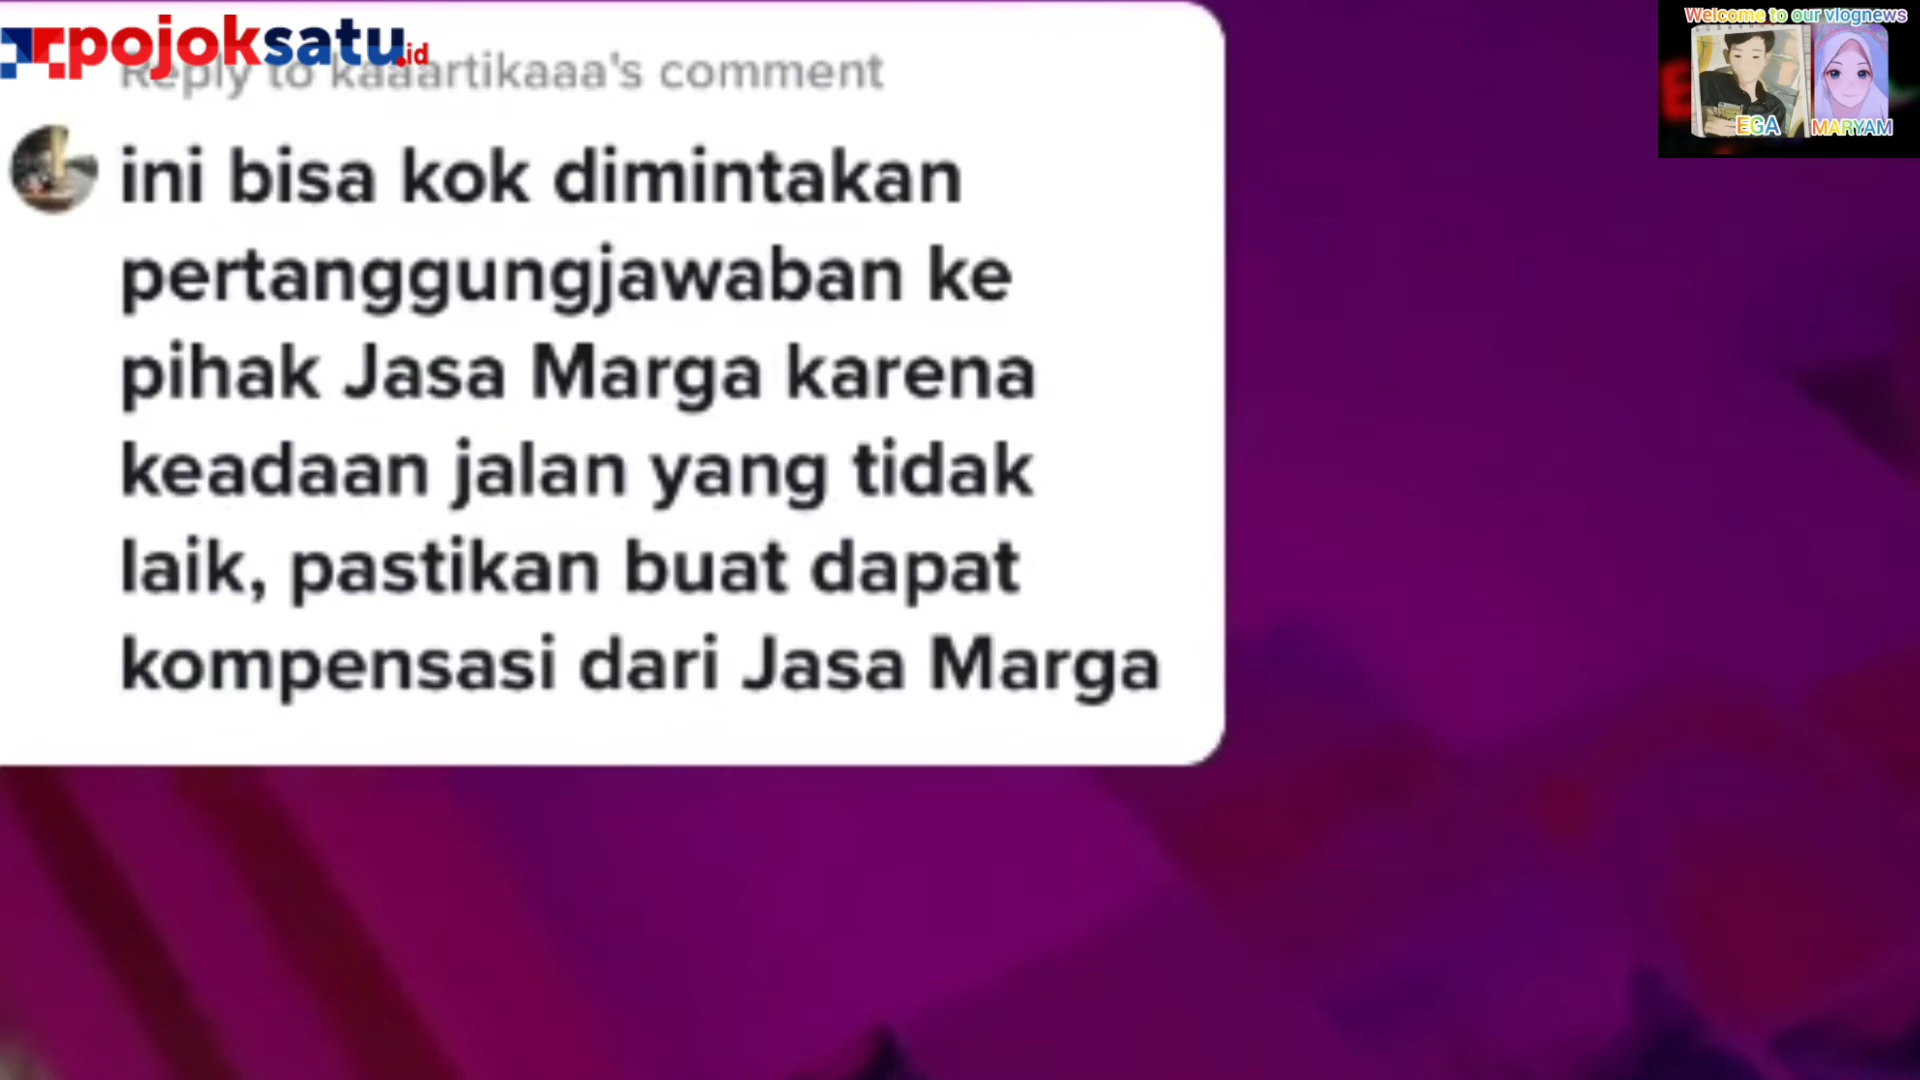 pojoksatu.id
Reply to kaaartikaaa's comment
ini bisa kok dimintakan
pertanggungjawaban ke
pihak Jasa Marga karena
keadaan jalan yang tidak
laik, pastikan buat dapat
kompensasi dari Jasa Marga
Welcome to our vlognews
EGA MARYAM